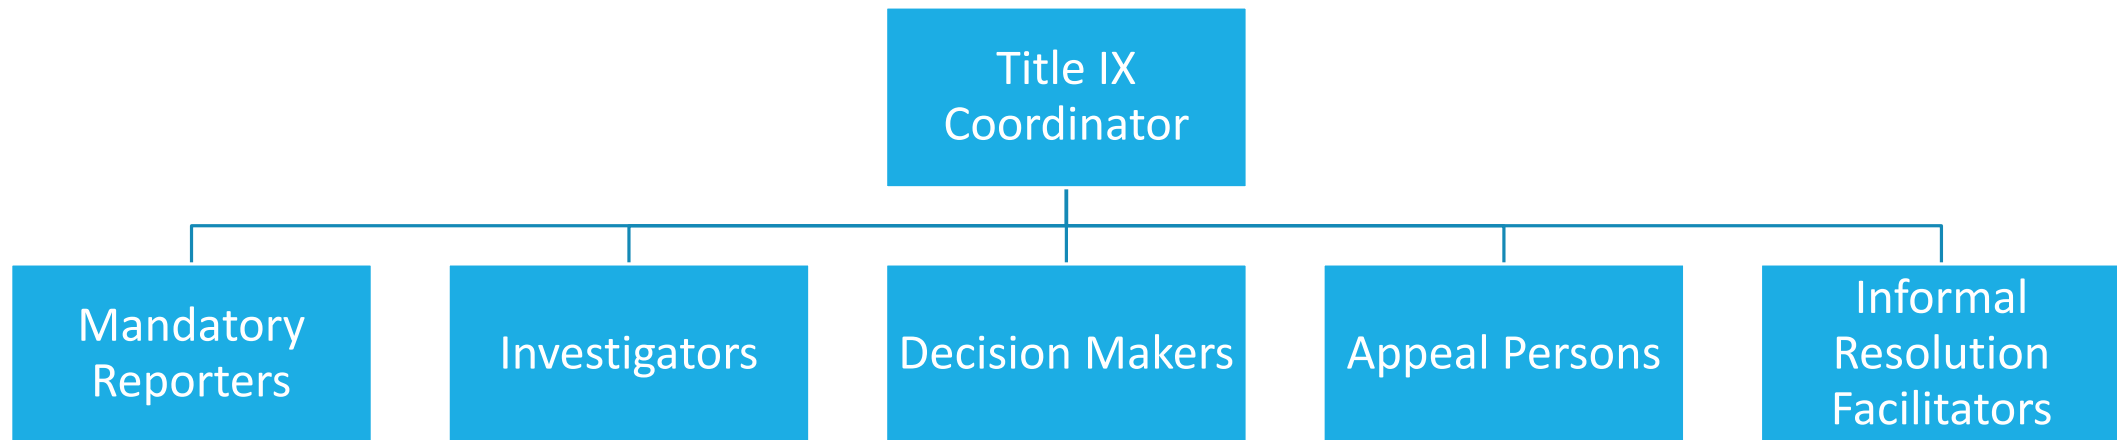 Title IX
Coordinator
Mandatory
Reporters
Investigators
Decision Makers
Appeal Persons
Informal
Resolution
Facilitators